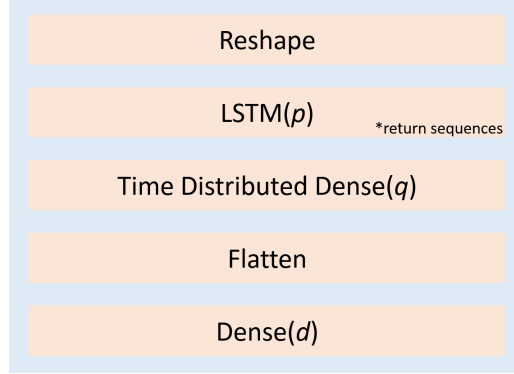 Reshape
LSTM(p)
*return sequences
Time Distributed Dense(q)
Flatten
Dense(d)